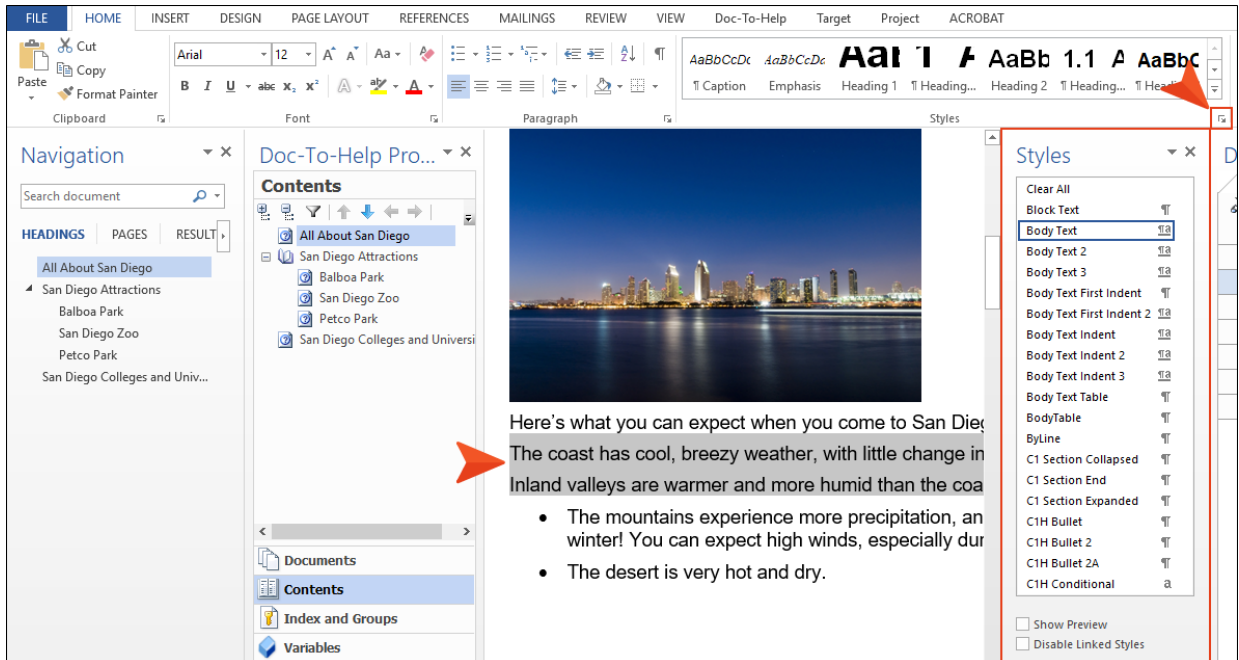 FILE HOME INSERT DESIGN PAGE LAYOUT REFERENCES MAILINGS REVIEW VIEW Doc-To-Help Target Project ACROBAT
Paste
Cut
Copy
Format Painter
Clipboard
Arial 12
Font
Paragraph
AaBbCcDc AaBbCcDc AaI 1 A AaBb 1.1 A AaBbC
¶ Caption Emphasis Heading 1 ¶ Heading... Heading 2 ¶ Heading... ¶ Head
Styles
Navigation
Search document
HEADINGS PAGES RESULT
All About San Diego
San Diego Attractions
Balboa Park
San Diego Zoo
Petco Park
San Diego Colleges and Univ...
Doc-To-Help Pro...
Contents
All About San Diego
San Diego Attractions
Balboa Park
San Diego Zoo
Petco Park
San Diego Colleges and Universi
Documents
Contents
Index and Groups
Variables
Here's what you can expect when you come to San Dieg
The coast has cool, breezy weather, with little change in
Inland valleys are warmer and more humid than the coa
• The mountains experience more precipitation, an
winter! You can expect high winds, especially dur
• The desert is very hot and dry.
Styles
Clear All
Block Text ¶
Body Text ¶a
Body Text 2 ¶a
Body Text 3 ¶a
Body Text First Indent ¶
Body Text First Indent 2 ¶a
Body Text Indent ¶a
Body Text Indent 2 ¶a
Body Text Indent 3 ¶a
Body Text Table ¶
BodyTable ¶
ByLine ¶
C1 Section Collapsed ¶
C1 Section End ¶
C1 Section Expanded ¶
C1H Bullet ¶
C1H Bullet 2 ¶
C1H Bullet 2A ¶
C1H Conditional a
Show Preview
Disable Linked Styles
D